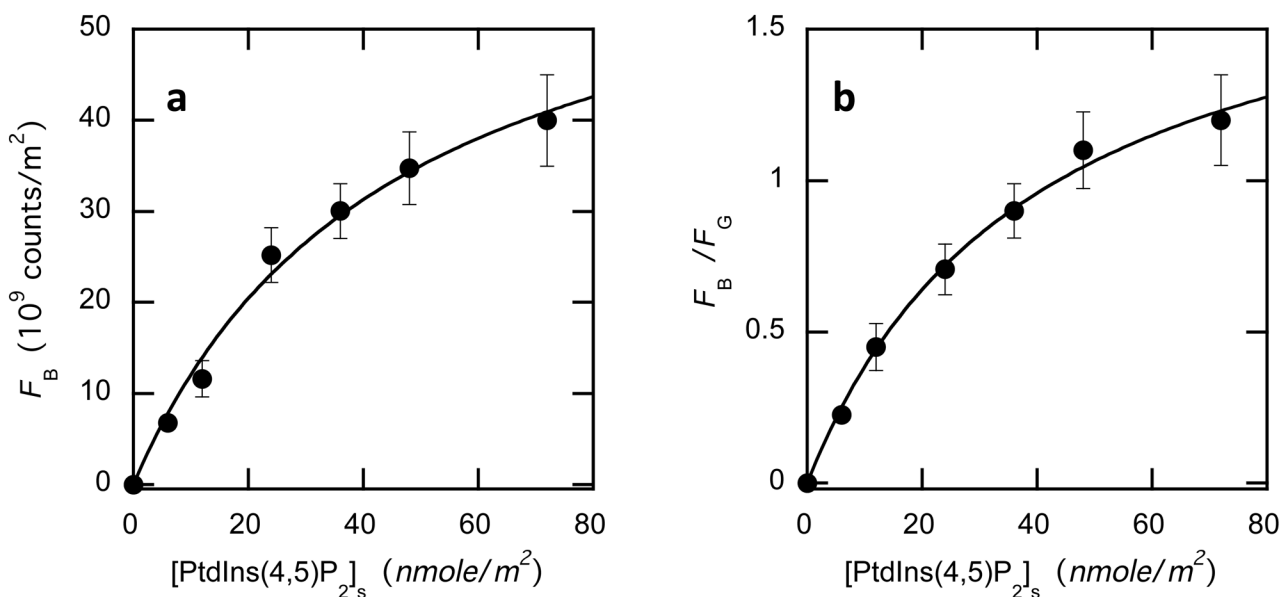 a
50
40
30
20
10
0
F_B (10^9 counts/m^2)
0 20 40 60 80
[PtdIns(4,5)P_2]_s (nmole/m^2)
b
1.5
1
0.5
0
F_B/F_G
0 20 40 60 80
[PtdIns(4,5)P_2]_s (nmole/m^2)